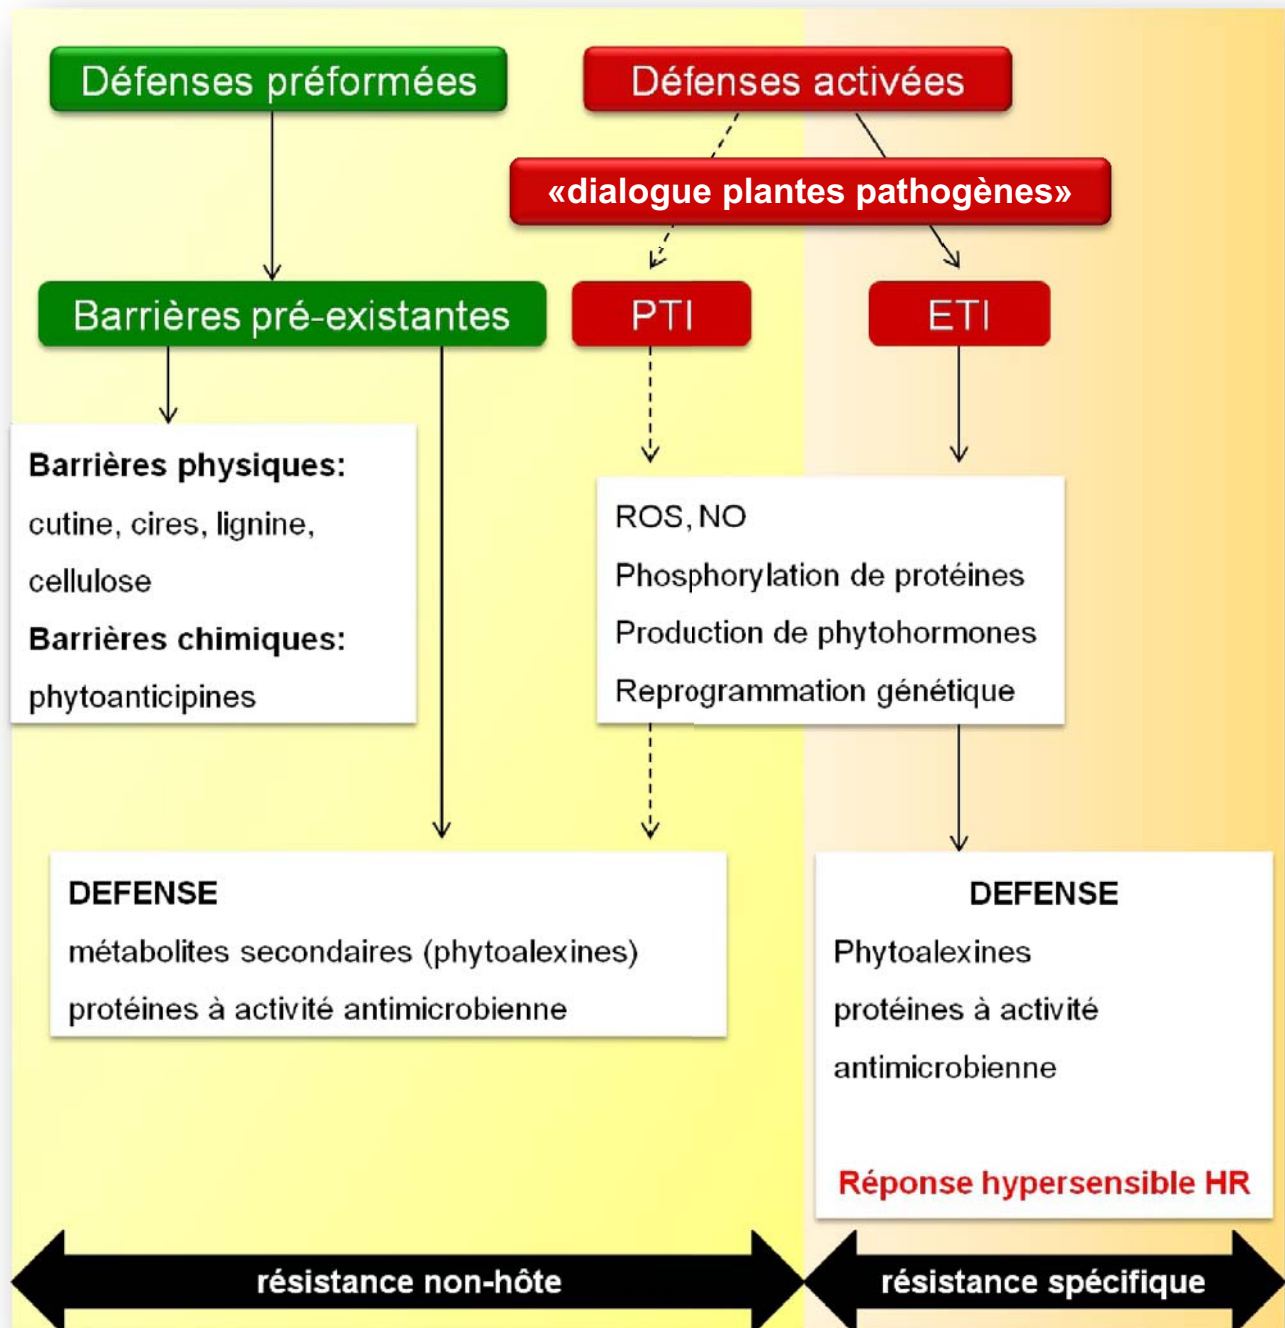 Défenses préformées
Défenses activées
«dialogue plantes pathogènes»
Barrières pré-existantes
PTI
ETI
Barrières physiques:
cutine, cires, lignine,
cellulose
Barrières chimiques:
phytoanticipines
ROS, NO
Phosphorylation de protéines
Production de phytohormones
Reprogrammation génétique
DEFENSE
métabolites secondaires (phytoalexines)
protéines à activité antimicrobienne
DEFENSE
Phytoalexines
protéines à activité
antimicrobienne
Réponse hypersensible HR
résistance non-hôte
résistance spécifique